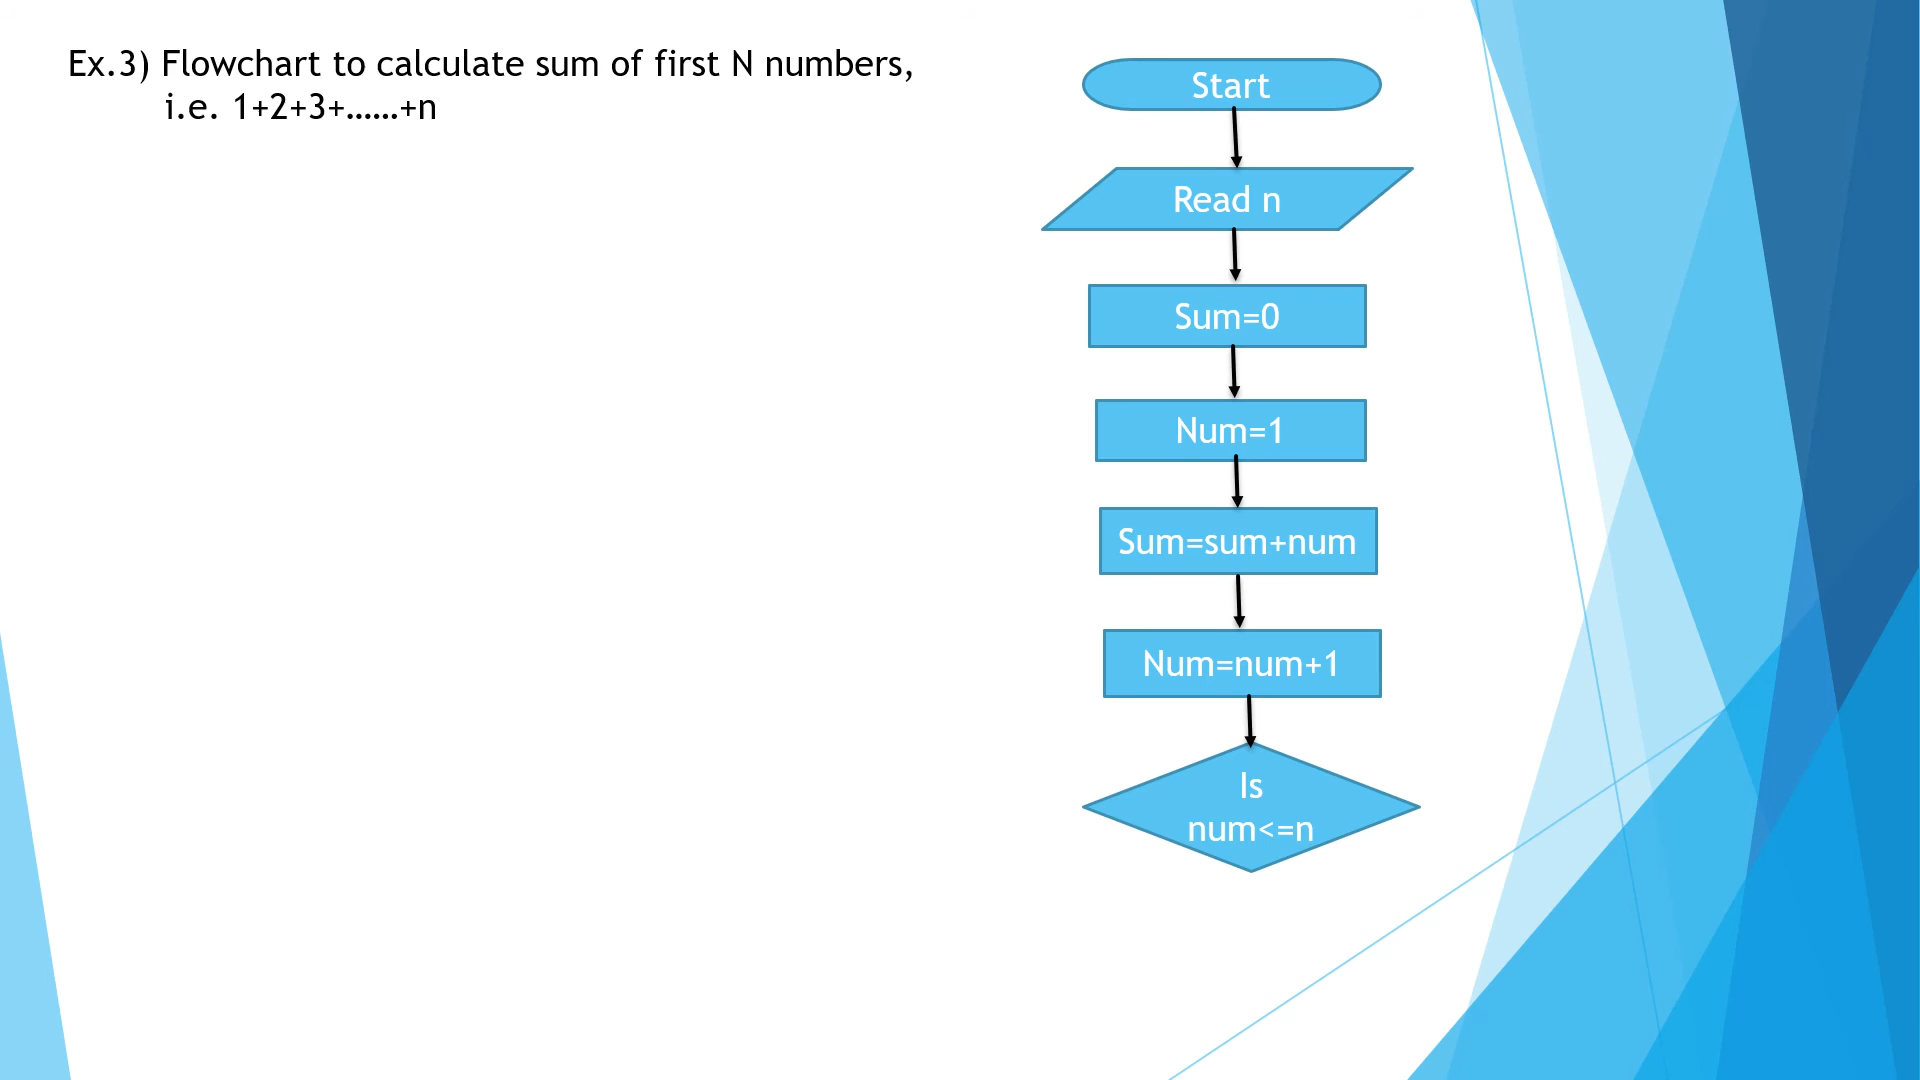 Ex.3) Flowchart to calculate sum of first N numbers,
i.e. 1+2+3+……+n
Start
Read n
Sum=0
Num=1
Sum=sum+num
Num=num+1
Is
num<=n